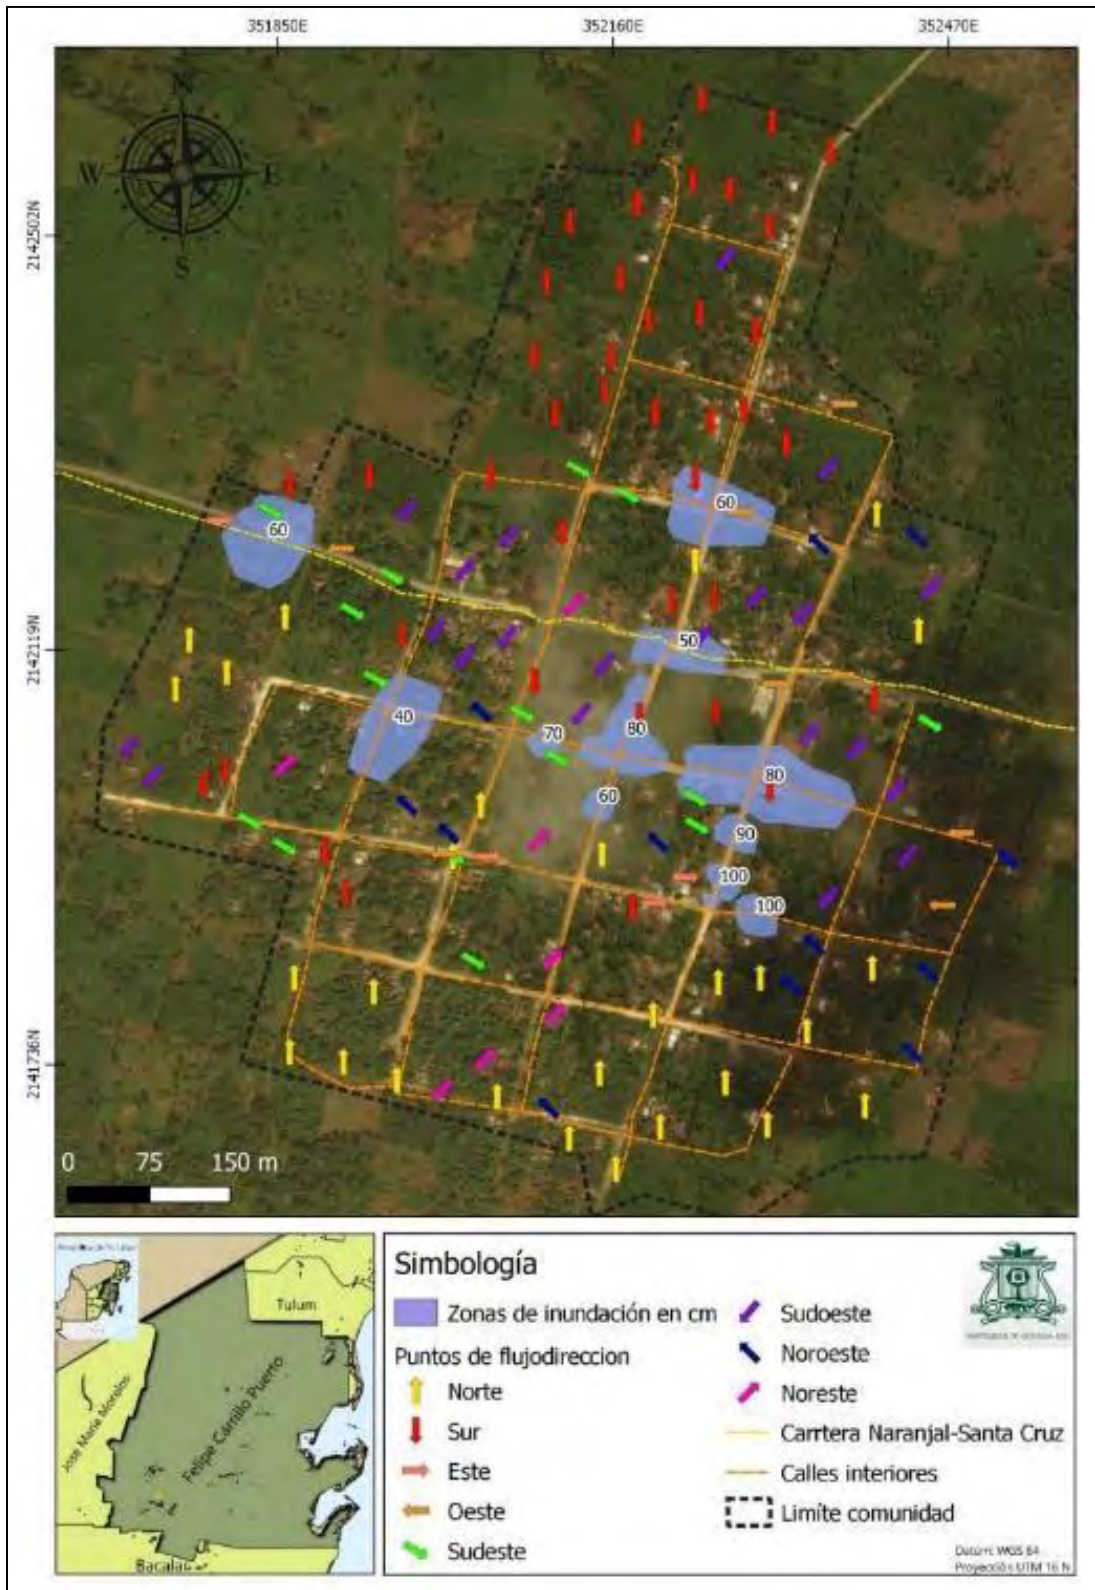 351850E
352160E
352470E
N
W
E
S
2142502N
2142119N
2141736N
60
60
50
40
70
80
80
60
90
100
100
0 75 150 m
Tulum
José María Morelos
Felipe Carrillo Puerto
Simbología
Zonas de inundación en cm
Puntos de flujodireccion
Norte
Sur
Este
Oeste
Sudeste
Sudoeste
Noroeste
Noreste
Carrtera Naranjal-Santa Cruz
Calles interiores
Limíte comunidad
Datum: WGS 84
Proyección UTM 16 N